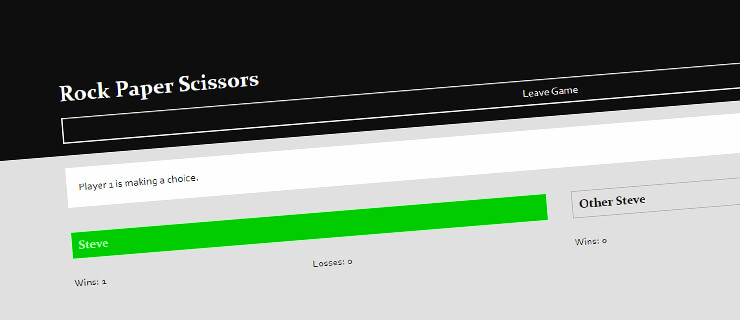 Rock Paper Scissors
Leave Game
Player 1 is making a choice.
Steve
Wins: 1
Losses: 0
Other Steve
Wins: 0